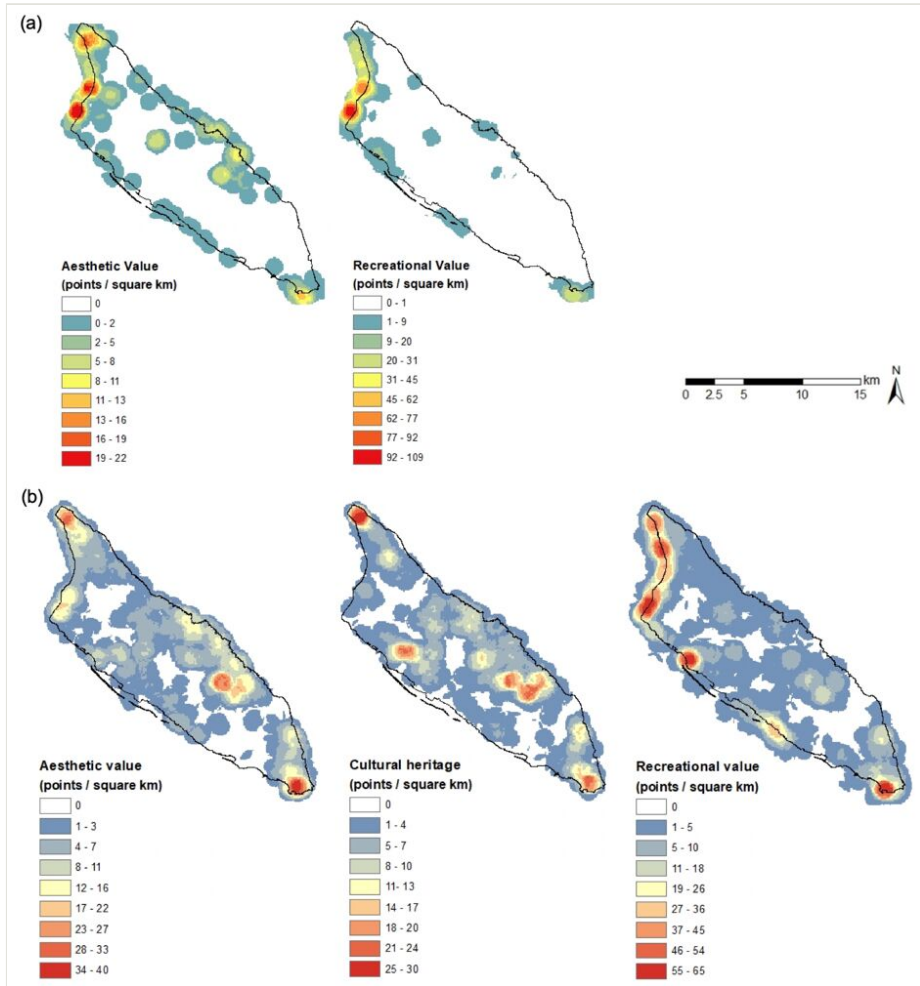 (a)
Aesthetic Value
(points / square km)
0
0 - 2
2 - 5
5 - 8
8 - 11
11 - 13
13 - 16
16 - 19
19 - 22
Recreational Value
(points / square km)
0 - 1
1 - 9
9 - 20
20 - 31
31 - 45
45 - 62
62 - 77
77 - 92
92 - 109
N
km
0 2.5 5 10 15
(b)
Aesthetic value
(points / square km)
0
1 - 3
4 - 7
8 - 11
12 - 16
17 - 22
23 - 27
28 - 33
34 - 40
Cultural heritage
(points / square km)
0
1 - 4
5 - 7
8 - 10
11 - 13
14 - 17
18 - 20
21 - 24
25 - 30
Recreational value
(points / square km)
0
1 - 5
5 - 10
11 - 18
19 - 26
27 - 36
37 - 45
46 - 54
55 - 65